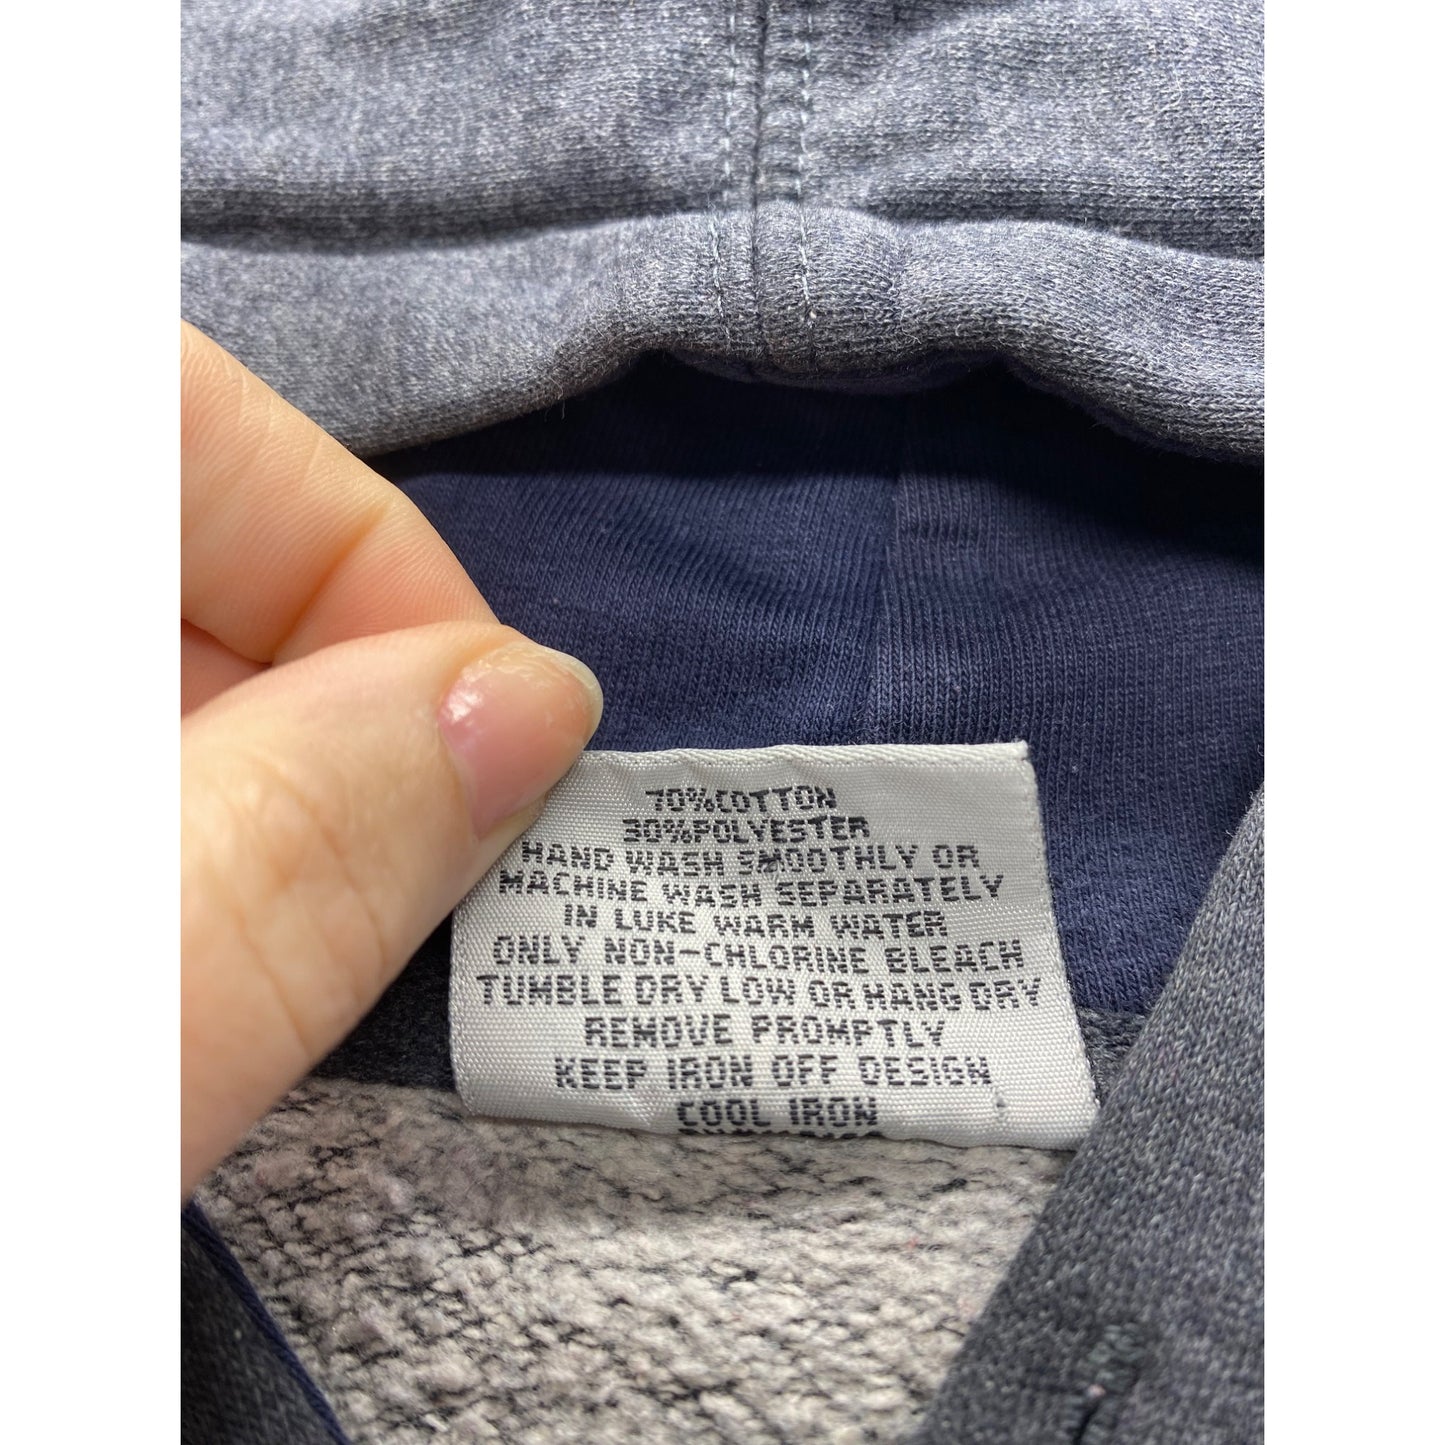 70%COTTON
30%POLYESTER
HAND WASH SMOOTHLY OR
MACHINE WASH SEPARATELY
IN LUKE WARM WATER
ONLY NON-CHLORINE BLEACH
TUMBLE DRY LOW OR HANG DRY
REMOVE PROMPTLY
KEEP IRON OFF DESIGN
COOL IRON